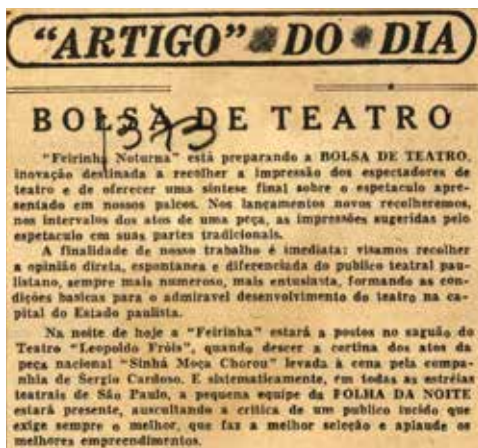 "ARTIGO" DO DIA
BOLSA DE TEATRO
"Feirinha Noturna" está preparando a BOLSA DE TEATRO,
inovação destinada a recolher a impressão dos espectadores de
teatro e de oferecer uma sintese final sobre o espetaculo apre-
sentado em nossos palcos. Nos lançamentos novos recolheremos,
nos intervalos dos atos de uma peça, as impressões sugeridas pelo
espetaculo em suas partes tradicionais.
A finalidade de nosso trabalho é imediata: visamos recolher
a opinião direta, espontanea e diferenciada do publico teatral pau-
listano, sempre mais numeroso, mais entusiasta, formando as con-
dições basicas para o admiravel desenvolvimento do teatro na ca-
pital do Estado paulista.
Na noite de hoje a "Feirinha" estará a postos no saguão do
Teatro "Leopoldo Fróis", quando descer a cortina dos atos da
peça nacional "Sinhá Moça Chorou" levada à cena pela compa-
nhia de Sergio Cardoso. E sistematicamente, em todas as estréias
teatrais de São Paulo, a pequena equipe da FOLHA DA NOITE
estará presente, auscultando a critica de um publico incido que
exige sempre o melhor, que faz a melhor seleção e aplaude os
melhores empreendimentos.